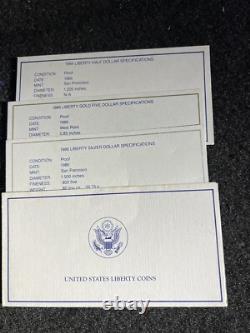 1986 LIBERTY HALF DOLLAR SPECIFICATIONS
CONDITION: Proof
DATE: 1986
MINT: San Francisco
DIAMETER: 1.205 inches
FINENESS: N/A
1986 LIBERTY GOLD FIVE DOLLAR SPECIFICATIONS
CONDITION: Proof
DATE: 1986
MINT: West Point
DIAMETER: 0.85 inches
1986 LIBERTY SILVER DOLLAR SPECIFICATIONS
CONDITION: Proof
DATE: 1986
MINT: San Francisco
DIAMETER: 1.500 inches
FINENESS: .900 fine
WEIGHT:
UNITED STATES LIBERTY COINS